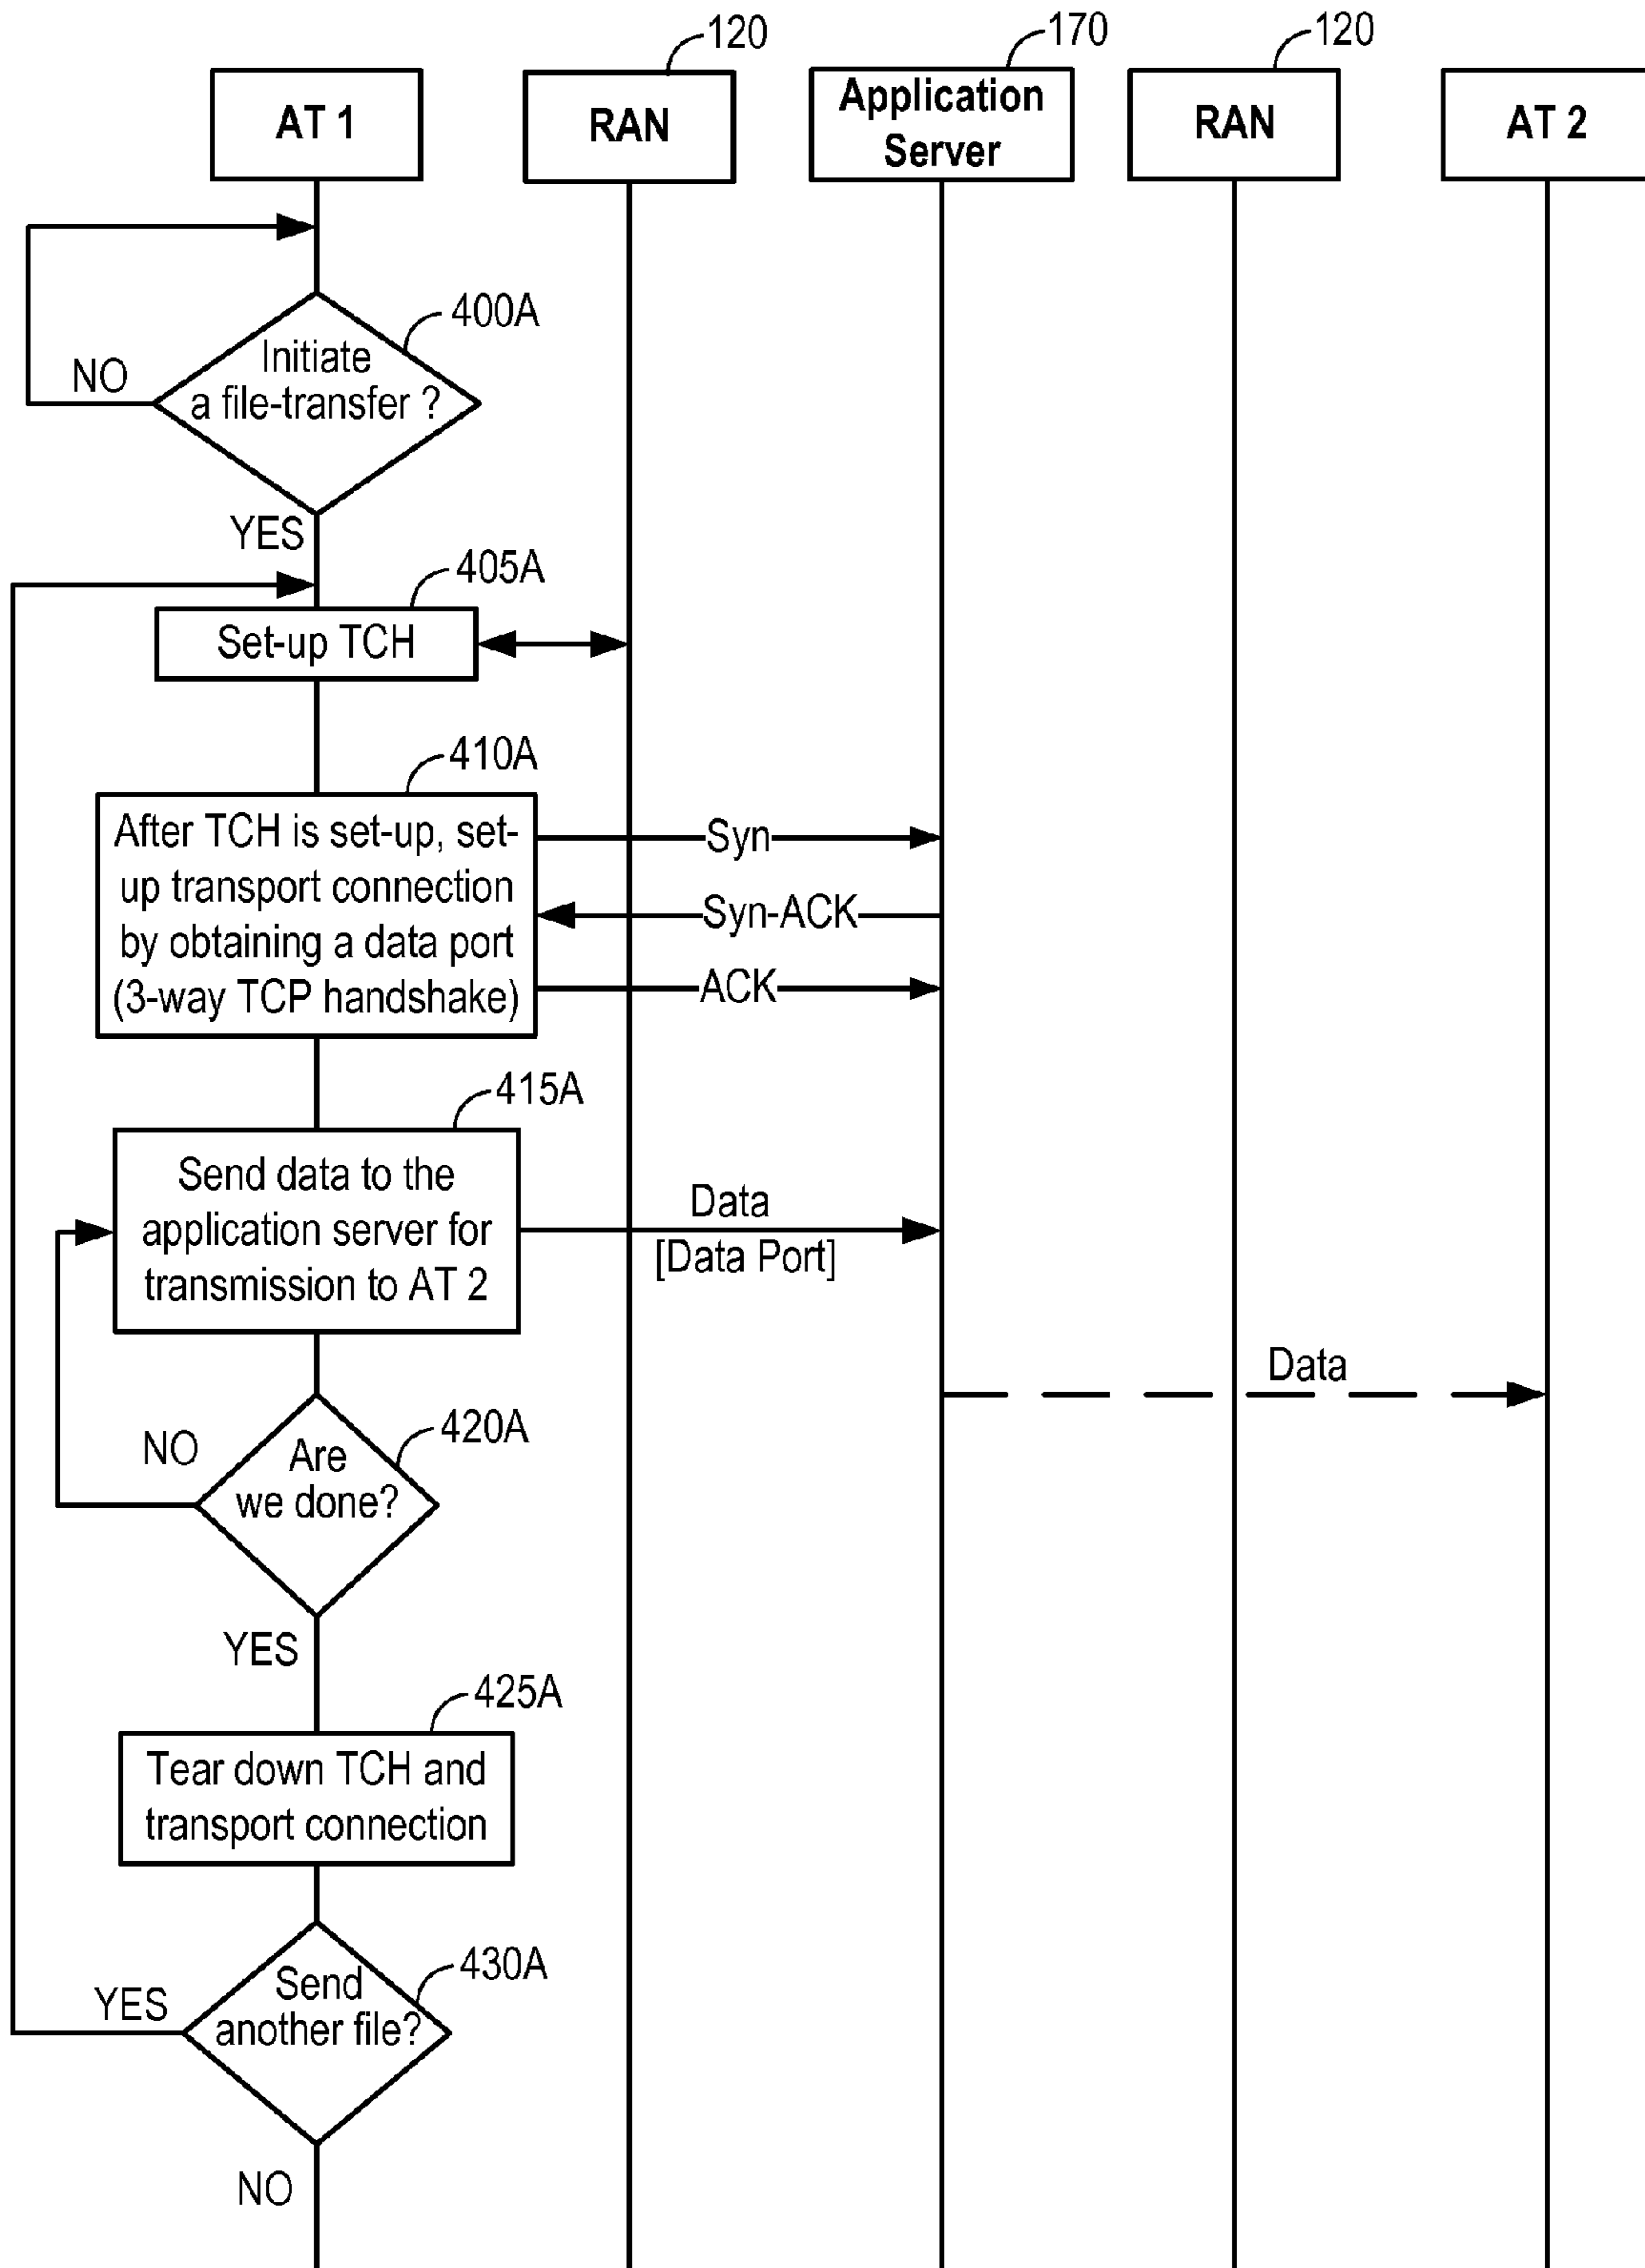 120
170
120
AT 1
RAN
Application
Server
RAN
AT 2
400A
Initiate
a file-transfer ?
NO
YES
405A
Set-up TCH
410A
After TCH is set-up, set-
up transport connection
by obtaining a data port
(3-way TCP handshake)
Syn
Syn-ACK
ACK
415A
Send data to the
application server for
transmission to AT 2
Data
[Data Port]
Data
420A
NO
Are
we done?
YES
425A
Tear down TCH and
transport connection
430A
YES
Send
another file?
NO